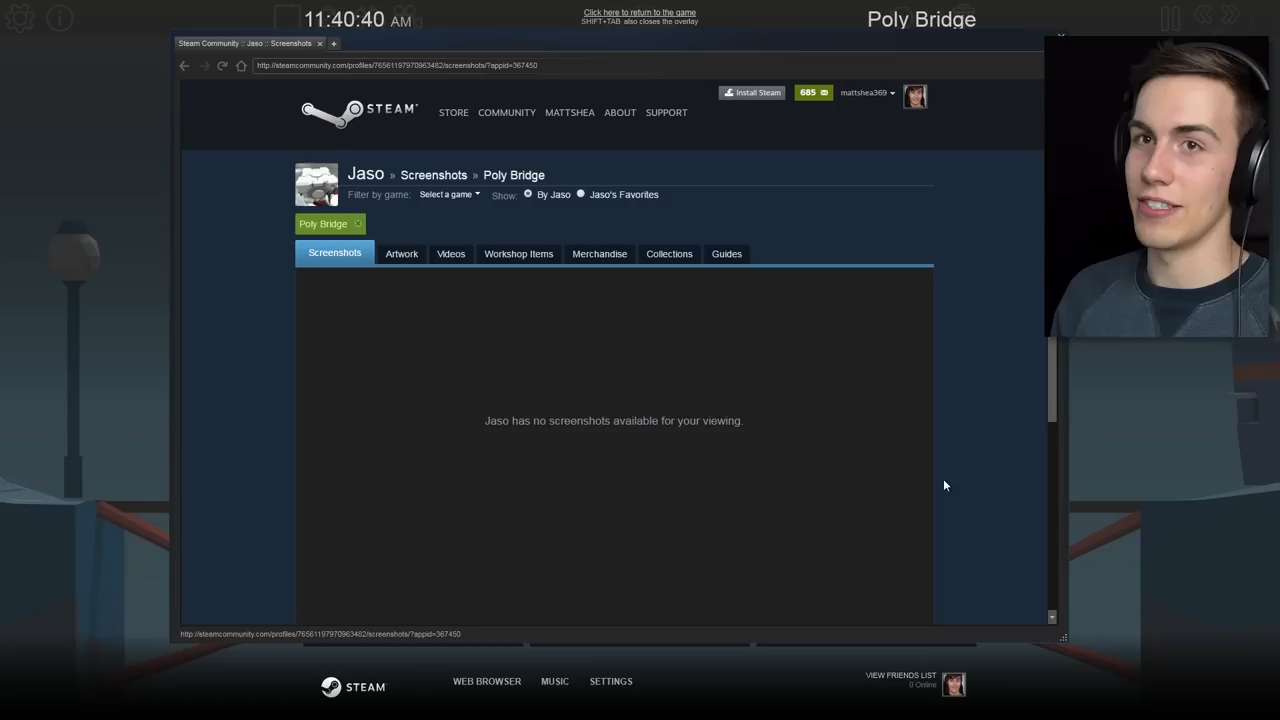 11:40:40 AM
Click here to return to the game
SHIFT+TAB also closes the overlay
Poly Bridge
Steam Community :: Jaso :: Screenshots × +
http://steamcommunity.com/profiles/76561197970963482/screenshots/?appid=367450
Install Steam
685
mattshea369
STEAM
STORE COMMUNITY MATTSHEA ABOUT SUPPORT
Jaso » Screenshots » Poly Bridge
Filter by game: Select a game Show: By Jaso Jaso's Favorites
Poly Bridge
Screenshots Artwork Videos Workshop Items Merchandise Collections Guides
Jaso has no screenshots available for your viewing.
http://steamcommunity.com/profiles/76561197970963482/screenshots/?appid=367450
STEAM
WEB BROWSER MUSIC SETTINGS
VIEW FRIENDS LIST
0 Online